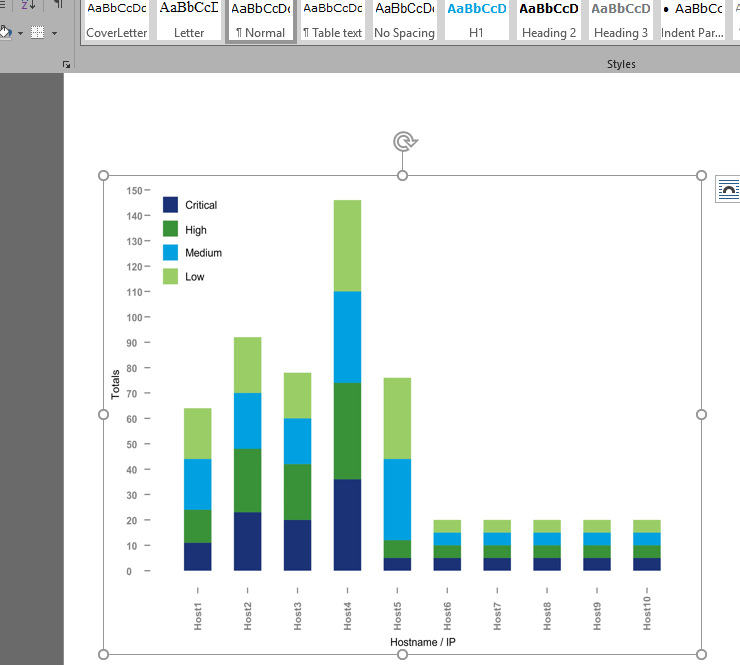 AaBbCcDc AaBbCcD AaBbCcDc AaBbCcDc AaBbCcDc AaBbCcD AaBbCcD AaBbCcD • AaBbCc
CoverLetter Letter ¶ Normal ¶ Table text No Spacing H1 Heading 2 Heading 3 Indent Par...
Styles
150
140
130
120
110
100
90
80
70
60
50
40
30
20
10
0
Totals
Critical
High
Medium
Low
Host1 Host2 Host3 Host4 Host5 Host6 Host7 Host8 Host9 Host10
Hostname / IP